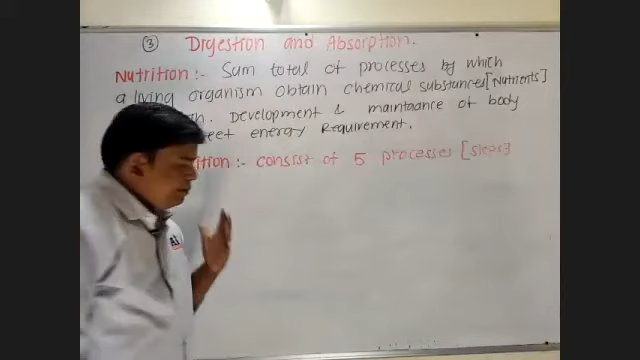 ③ Digestion and Absorption.
Nutrition :- Sum total of processes by which
a living organism obtain chemical substances [Nutrients]
Development & maintaance of body
energy Requirement.
:- consist of 5 processes [steps]